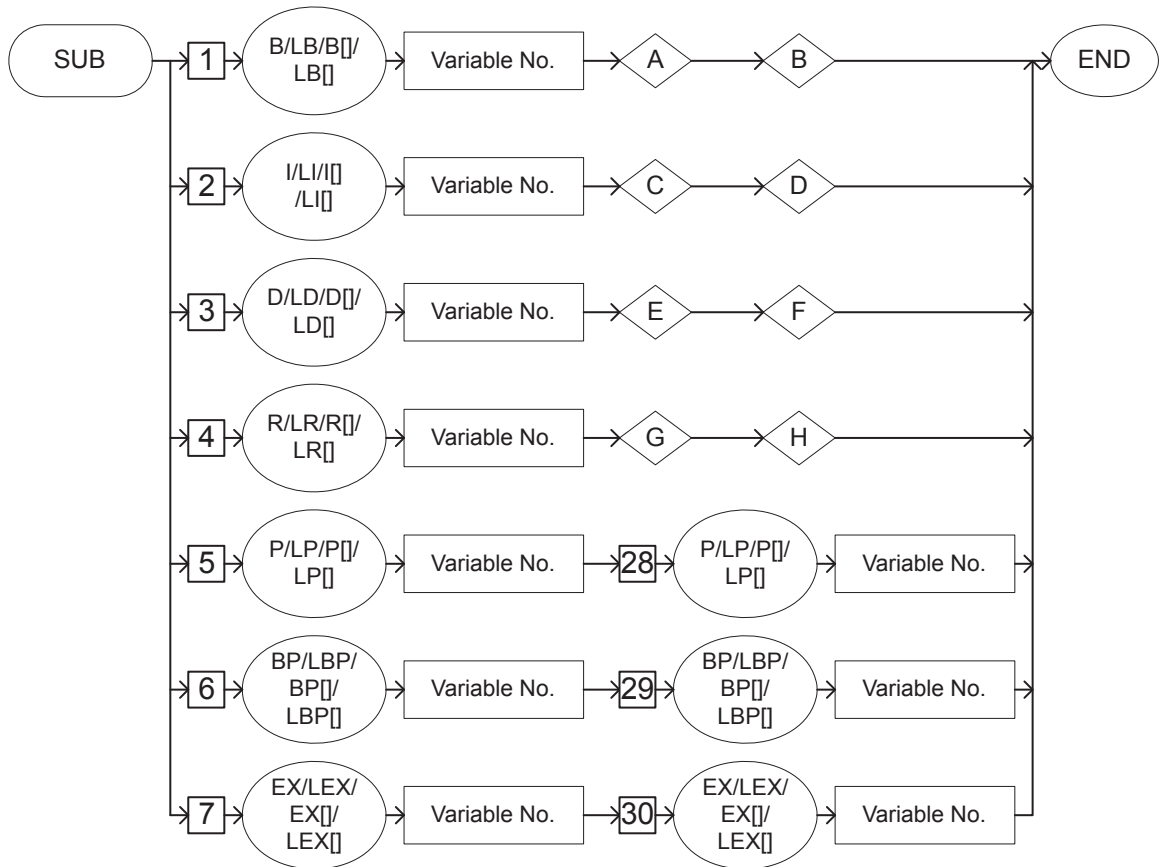 SUB
1
B/LB/B[]/
LB[]
Variable No.
A
B
END
2
I/LI/I[]
/LI[]
Variable No.
C
D
3
D/LD/D[]/
LD[]
Variable No.
E
F
4
R/LR/R[]/
LR[]
Variable No.
G
H
5
P/LP/P[]/
LP[]
Variable No.
28
P/LP/P[]/
LP[]
Variable No.
6
BP/LBP/
BP[]/
LBP[]
Variable No.
29
BP/LBP/
BP[]/
LBP[]
Variable No.
7
EX/LEX/
EX[]/
LEX[]
Variable No.
30
EX/LEX/
EX[]/
LEX[]
Variable No.